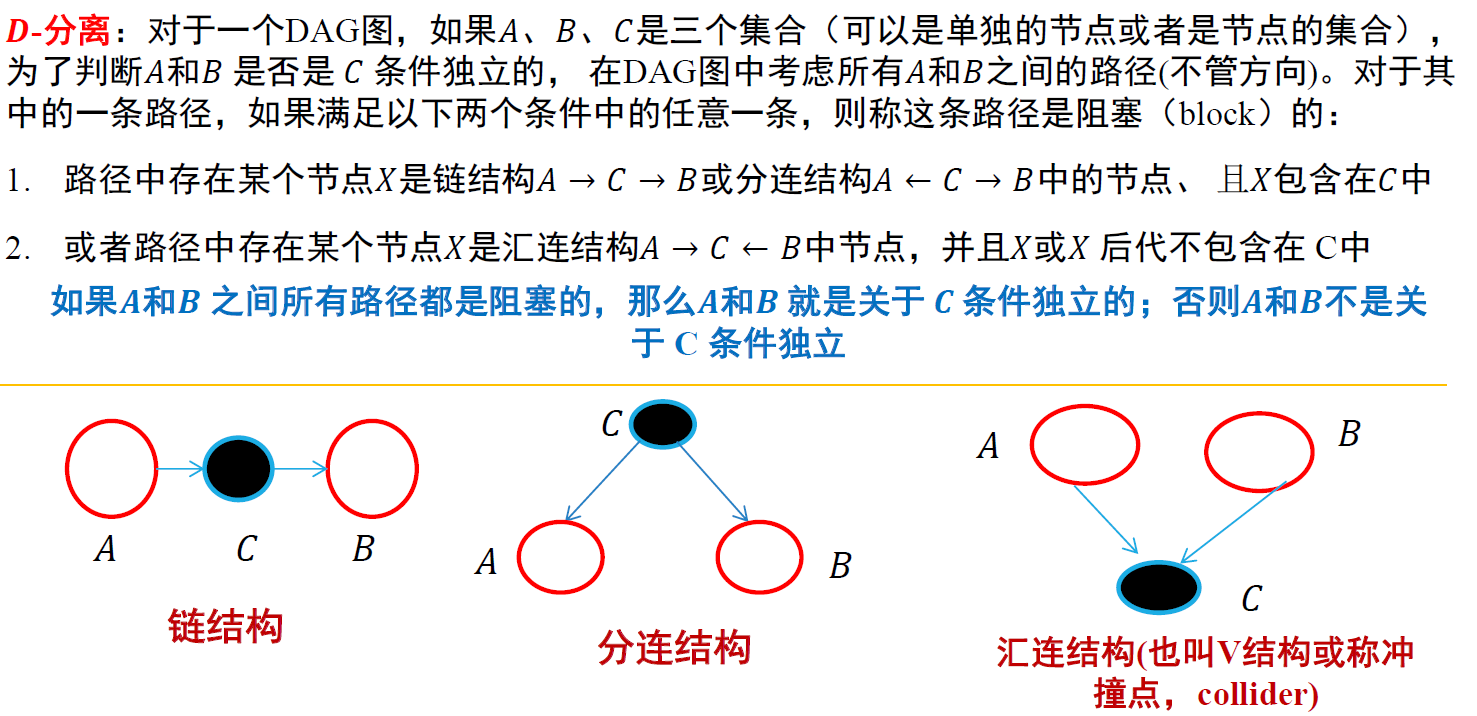 D-分离：对于一个DAG图，如果A、B、C是三个集合（可以是单独的节点或者是节点的集合），
为了判断A和B 是否是 C 条件独立的， 在DAG图中考虑所有A和B之间的路径(不管方向)。对于其
中的一条路径，如果满足以下两个条件中的任意一条，则称这条路径是阻塞（block）的：
1. 路径中存在某个节点X是链结构A → C → B或分连结构A ← C → B中的节点、 且X包含在C中
2. 或者路径中存在某个节点X是汇连结构A → C ← B中节点，并且X或X 后代不包含在 C中
如果A和B 之间所有路径都是阻塞的，那么A和B 就是关于 C 条件独立的；否则A和B不是关
于 C 条件独立
A C B
链结构
C
A B
分连结构
A B
C
汇连结构(也叫V结构或称冲
撞点，collider)